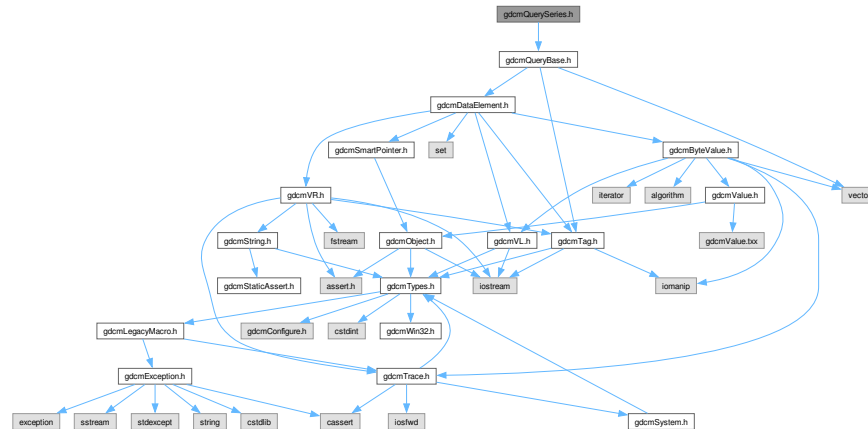 gdcmQuerySeries.h
gdcmQueryBase.h
gdcmDataElement.h
gdcmSmartPointer.h
set
gdcmByteValue.h
gdcmVR.h
iterator
algorithm
gdcmValue.h
vector
gdcmString.h
fstream
gdcmObject.h
gdcmVL.h
gdcmTag.h
gdcmValue.txx
gdcmStaticAssert.h
assert.h
gdcmTypes.h
iostream
iomanip
gdcmLegacyMacro.h
gdcmConfigure.h
cstdint
gdcmWin32.h
gdcmException.h
gdcmTrace.h
exception
sstream
stdexcept
string
cstdlib
cassert
iosfwd
gdcmSystem.h